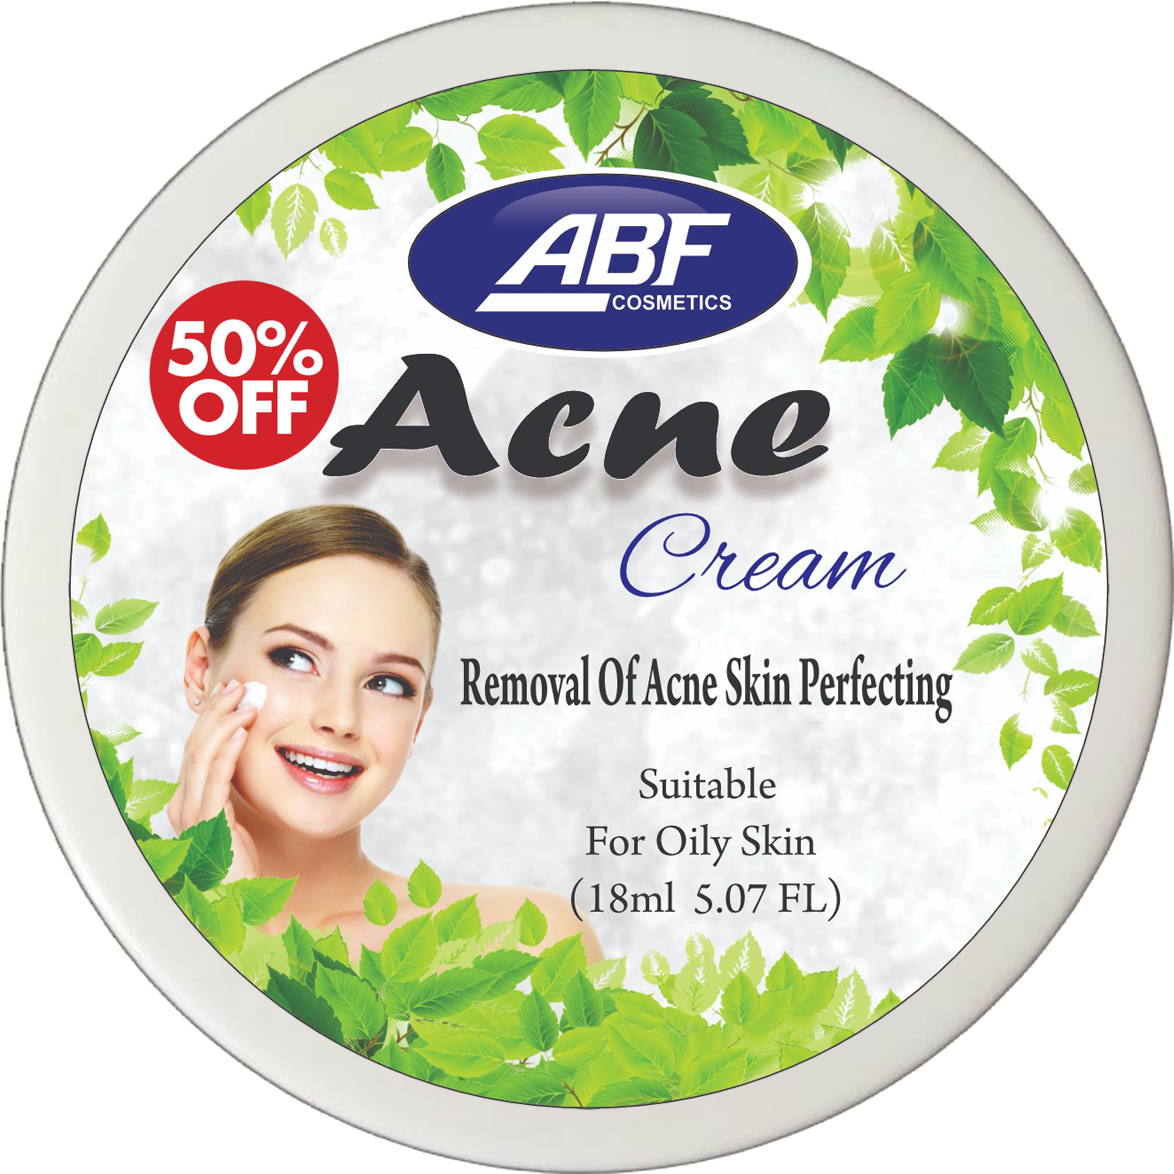 ABF
COSMETICS
50%
OFF
Acne
Cream
Removal Of Acne Skin Perfecting
Suitable
For Oily Skin
(18ml 5.07 FL)